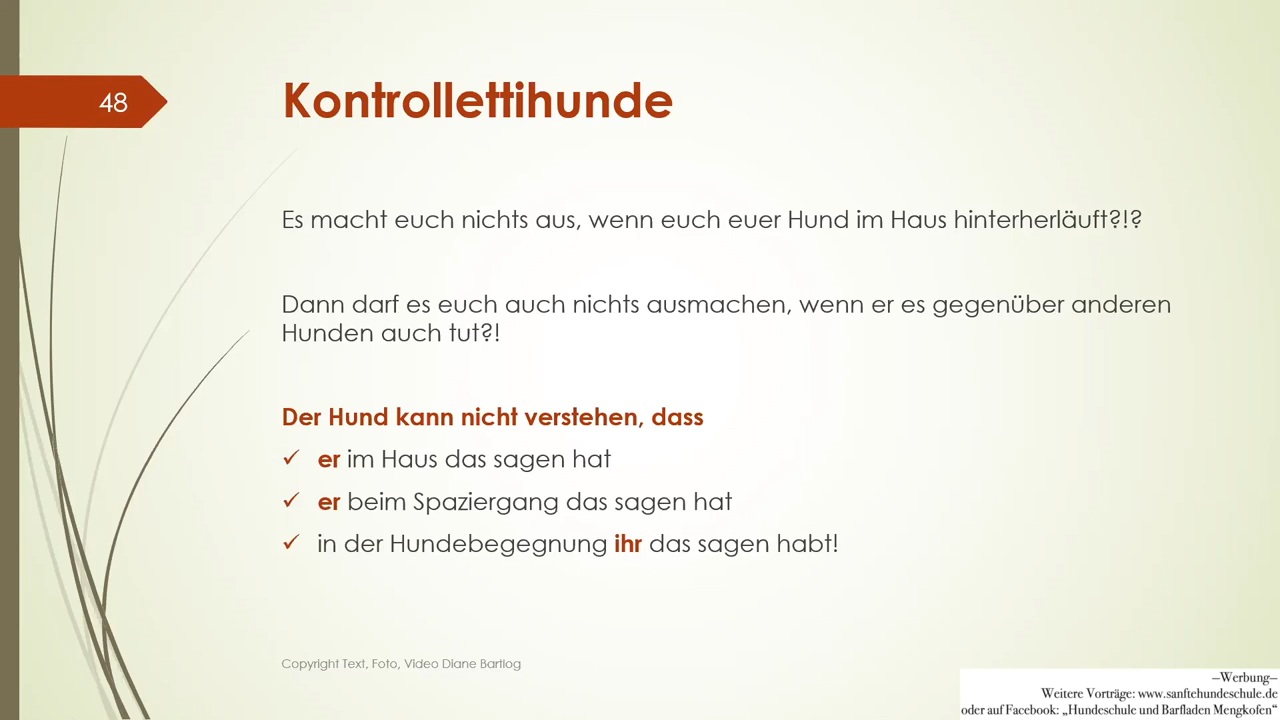 48
Kontrollettihunde
Es macht euch nichts aus, wenn euch euer Hund im Haus hinterherläuft?!?
Dann darf es euch auch nichts ausmachen, wenn er es gegenüber anderen
Hunden auch tut?!
Der Hund kann nicht verstehen, dass
✓ er im Haus das sagen hat
✓ er beim Spaziergang das sagen hat
✓ in der Hundebegegnung ihr das sagen habt!
Copyright Text, Foto, Video Diane Bartlog
—Werbung—
Weitere Vorträge: www.sanftehundeschule.de
oder auf Facebook: „Hundeschule und Barfladen Mengkofen“